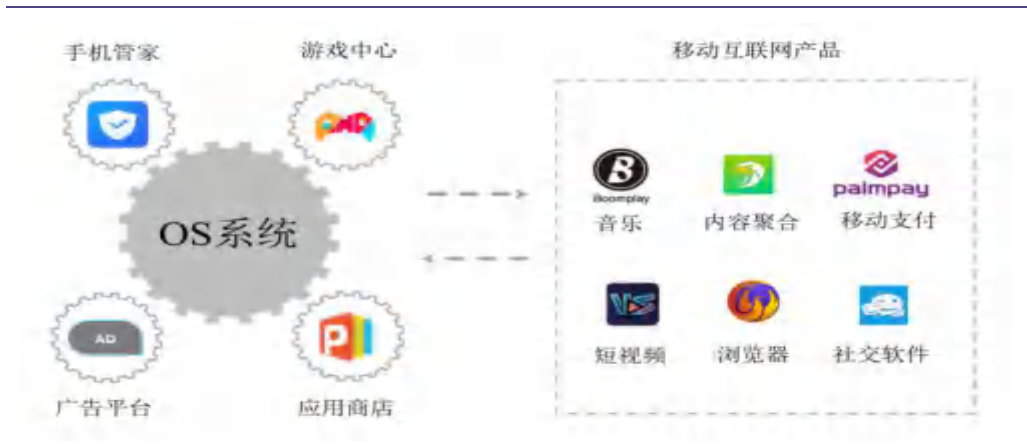 手机管家
游戏中心
移动互联网产品
OS系统
Boomplay
palmpay
音乐
内容聚合
移动支付
AD
P
VS
短视频
浏览器
社交软件
广告平台
应用商店